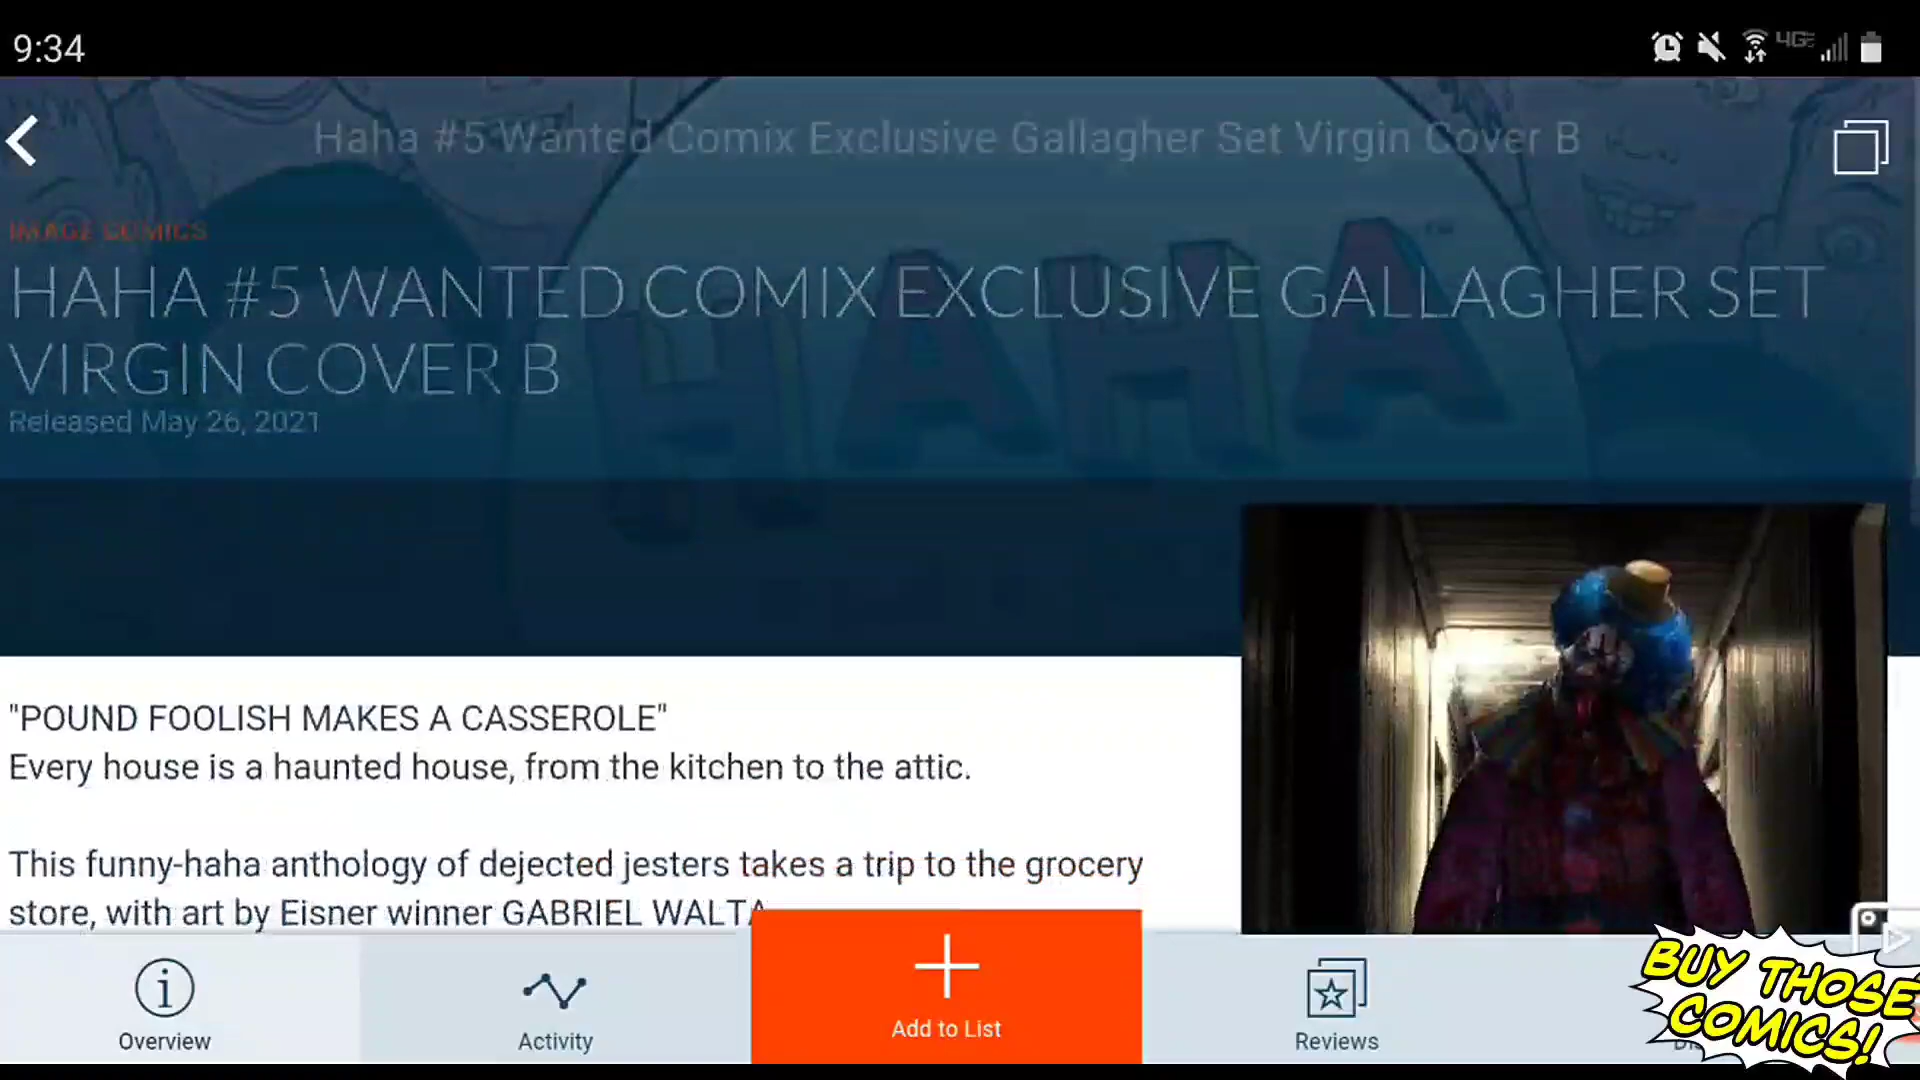 9:34
4GE
Haha #5 Wanted Comix Exclusive Gallagher Set Virgin Cover B
IMAGE COMICS
HAHA #5 WANTED COMIX EXCLUSIVE GALLAGHER SET
VIRGIN COVER B
Released May 26, 2021
HAHA
"POUND FOOLISH MAKES A CASSEROLE"
Every house is a haunted house, from the kitchen to the attic.
This funny-haha anthology of dejected jesters takes a trip to the grocery
store, with art by Eisner winner GABRIEL WALTA
Overview
Activity
Add to List
Reviews
BUY THOSE
COMICS!